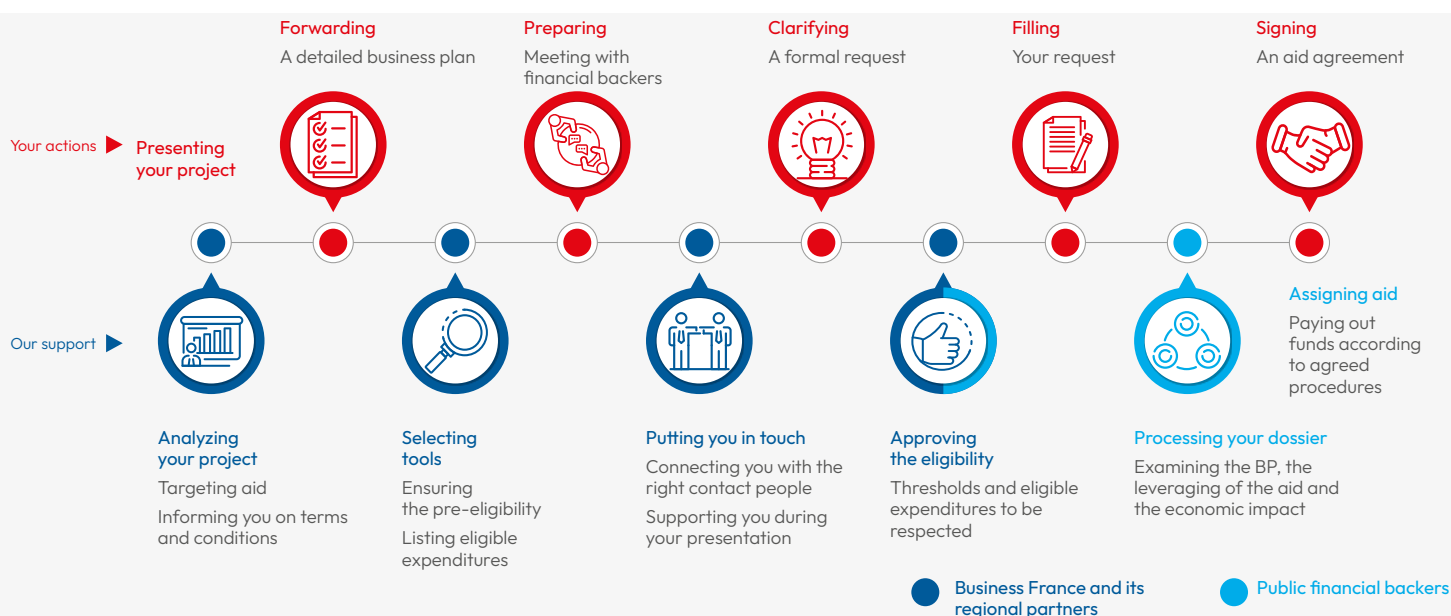 Forwarding
A detailed business plan
Preparing
Meeting with
financial backers
Clarifying
A formal request
Filling
Your request
Signing
An aid agreement
Your actions
Presenting
your project
Our support
Analyzing
your project
Targeting aid
Informing you on terms
and conditions
Selecting
tools
Ensuring
the pre-eligibility
Listing eligible
expenditures
Putting you in touch
Connecting you with the
right contact people
Supporting you during
your presentation
Approving
the eligibility
Thresholds and eligible
expenditures to be
respected
Processing your dossier
Examining the BP, the
leveraging of the aid and
the economic impact
Assigning aid
Paying out
funds according
to agreed
procedures
Business France and its
regional partners
Public financial backers